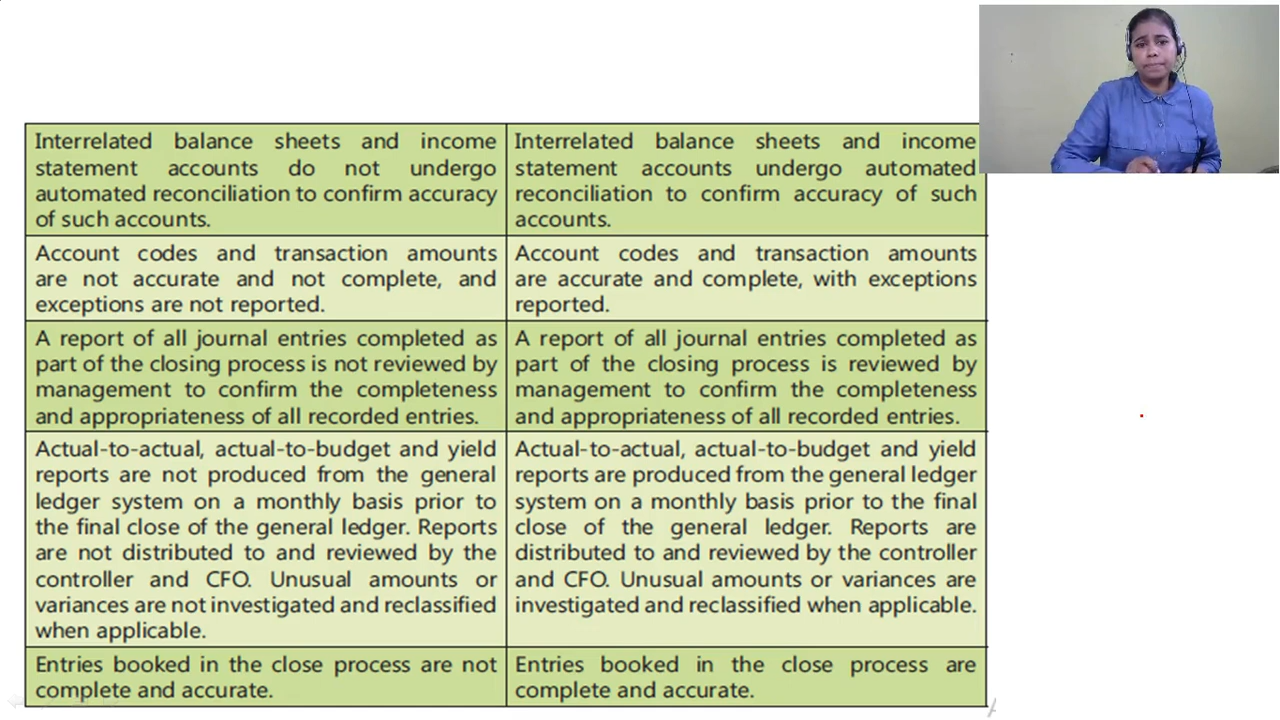 Interrelated balance sheets and income
statement accounts do not undergo
automated reconciliation to confirm accuracy
of such accounts.
Interrelated balance sheets and income
statement accounts undergo automated
reconciliation to confirm accuracy of such
accounts.
Account codes and transaction amounts
are not accurate and not complete, and
exceptions are not reported.
Account codes and transaction amounts
are accurate and complete, with exceptions
reported.
A report of all journal entries completed as
part of the closing process is not reviewed by
management to confirm the completeness
and appropriateness of all recorded entries.
A report of all journal entries completed as
part of the closing process is reviewed by
management to confirm the completeness
and appropriateness of all recorded entries.
Actual-to-actual, actual-to-budget and yield
reports are not produced from the general
ledger system on a monthly basis prior to
the final close of the general ledger. Reports
are not distributed to and reviewed by the
controller and CFO. Unusual amounts or
variances are not investigated and reclassified
when applicable.
Actual-to-actual, actual-to-budget and yield
reports are produced from the general ledger
system on a monthly basis prior to the final
close of the general ledger. Reports are
distributed to and reviewed by the controller
and CFO. Unusual amounts or variances are
investigated and reclassified when applicable.
Entries booked in the close process are not
complete and accurate.
Entries booked in the close process are
complete and accurate.